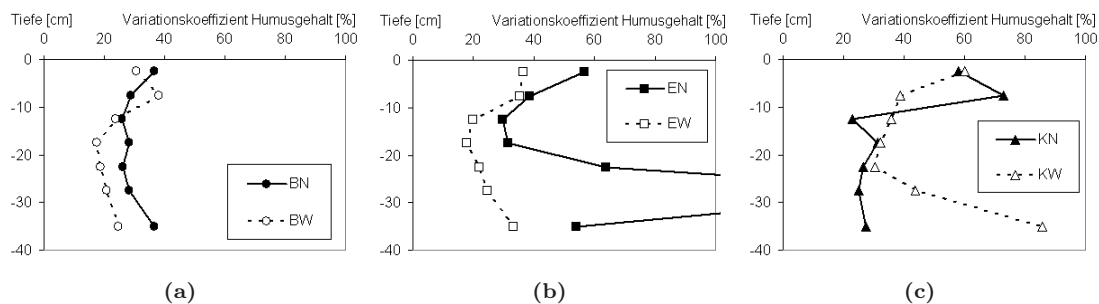 Tiefe [cm] Variationskoeffizient Humusgehalt [%]
0 20 40 60 80 100
0
-10
-20
-30
-40
BN
BW
(a)
Tiefe [cm] Variationskoeffizient Humusgehalt [%]
0 20 40 60 80 100
0
-10
-20
-30
-40
EN
EW
(b)
Tiefe [cm] Variationskoeffizient Humusgehalt [%]
0 20 40 60 80 100
0
-10
-20
-30
-40
KN
KW
(c)